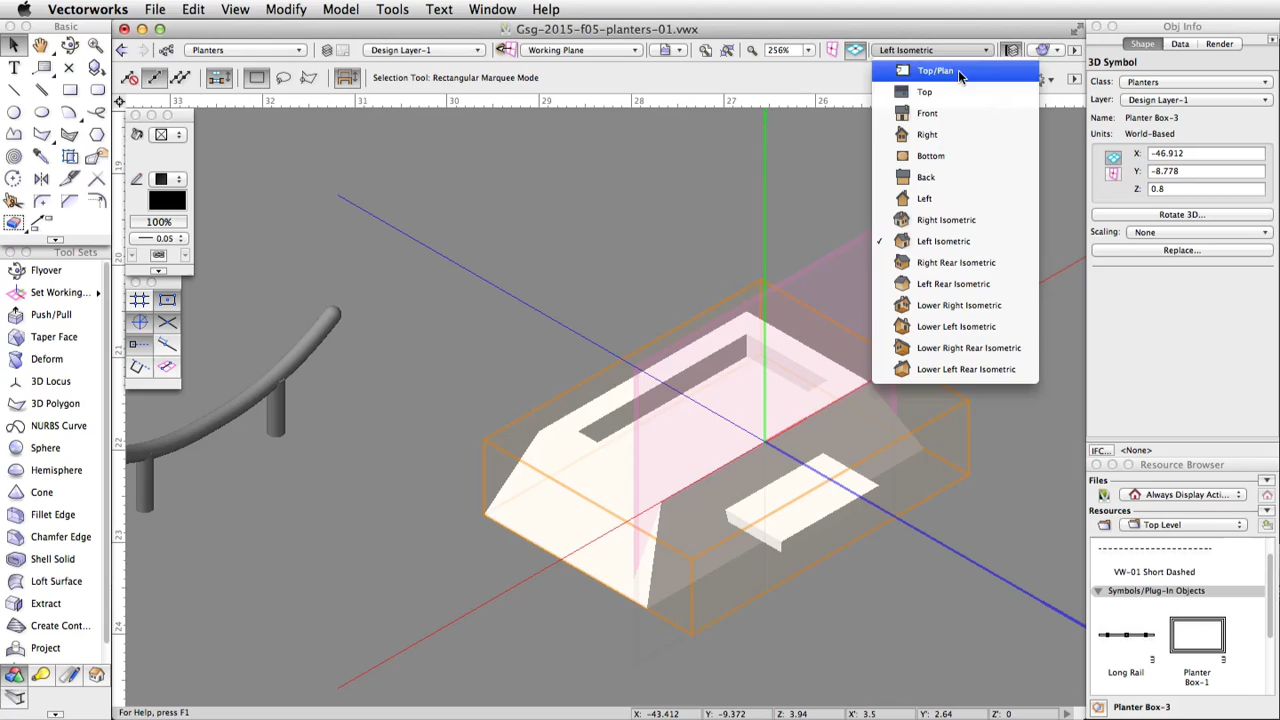 Vectorworks File Edit View Modify Model Tools Text Window Help
Basic
Gsg-2015-f05-planters-01.vwx
Obj Info
Planters
Design Layer-1
Working Plane
256%
Left Isometric
Shape Data Render
Selection Tool: Rectangular Marquee Mode
3D Symbol
Class: Planters
Layer: Design Layer-1
Name: Planter Box-3
Units: World-Based
X: -46.912
Y: -8.778
Z: 0.8
Rotate 3D...
Scaling: None
Replace...
33 32 31 29 28 27 26
19
20
21
22
23
24
Top/Plan
Top
Front
Right
Bottom
Back
Left
Right Isometric
✓ Left Isometric
Right Rear Isometric
Left Rear Isometric
Lower Right Isometric
Lower Left Isometric
Lower Right Rear Isometric
Lower Left Rear Isometric
100%
0.05
Tool Sets
Flyover
Set Working...
Push/Pull
Taper Face
Deform
3D Locus
3D Polygon
NURBS Curve
Sphere
Hemisphere
Cone
Fillet Edge
Chamfer Edge
Shell Solid
Loft Surface
Extract
Create Cont...
Project
IFC... <None>
Resource Browser
Files
Always Display Acti...
Resources
Top Level
VW-01 Short Dashed
Symbols/Plug-In Objects
3 3
Long Rail Planter
Box-1
Planter Box-3
For Help, press F1
X: -43.412 Y: -9.372 Z: 3.94 X': 3.5 Y': 2.64 Z': 0